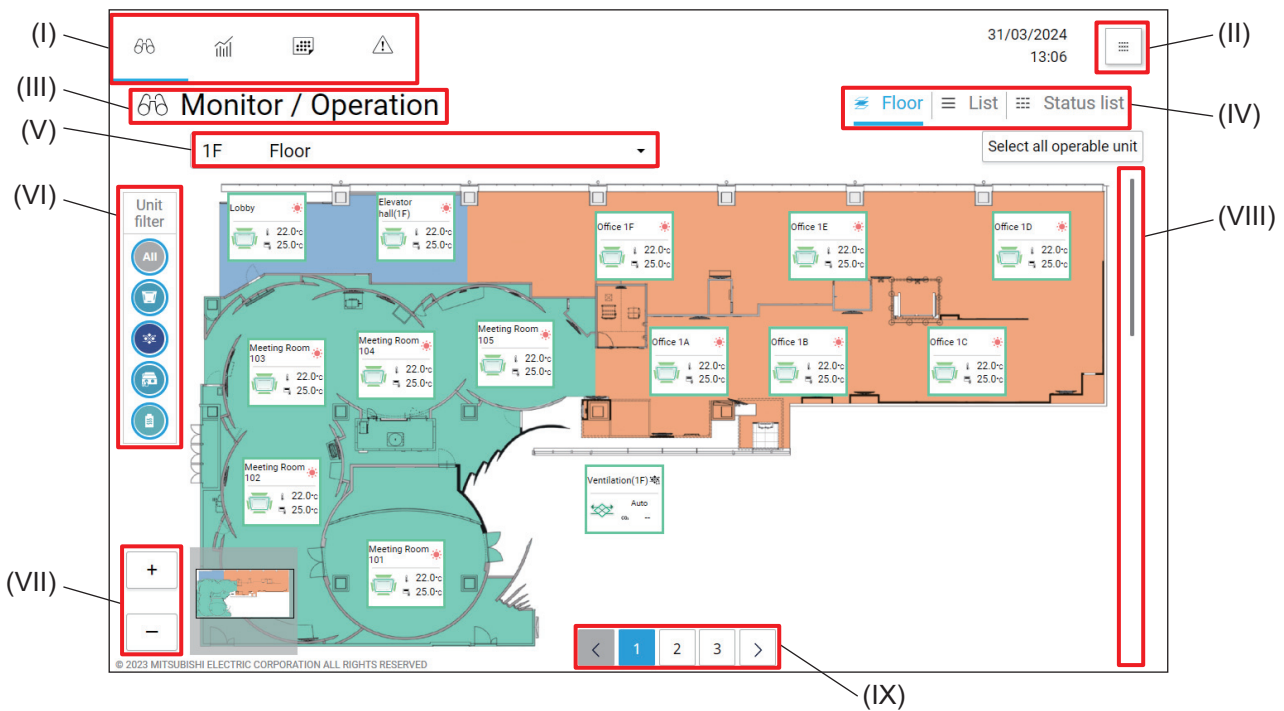 (I)
31/03/2024
13:06
(II)
(III)
Monitor / Operation
Floor
List
Status list
(IV)
(V)
1F Floor
Select all operable unit
(VI)
Unit
filter
All
(VIII)
Lobby
22.0°c
25.0°c
Elevator
hall(1F)
22.0°c
25.0°c
Office 1F
22.0°c
25.0°c
Office 1E
22.0°c
25.0°c
Office 1D
22.0°c
25.0°c
Meeting Room
103
22.0°c
25.0°c
Meeting Room
104
22.0°c
25.0°c
Meeting Room
105
22.0°c
25.0°c
Office 1A
22.0°c
25.0°c
Office 1B
22.0°c
25.0°c
Office 1C
22.0°c
25.0°c
Meeting Room
102
22.0°c
25.0°c
Ventilation(1F)
Auto
CO₂ --
Meeting Room
101
22.0°c
25.0°c
(VII)
+
−
< 1 2 3 >
(IX)
© 2023 MITSUBISHI ELECTRIC CORPORATION ALL RIGHTS RESERVED